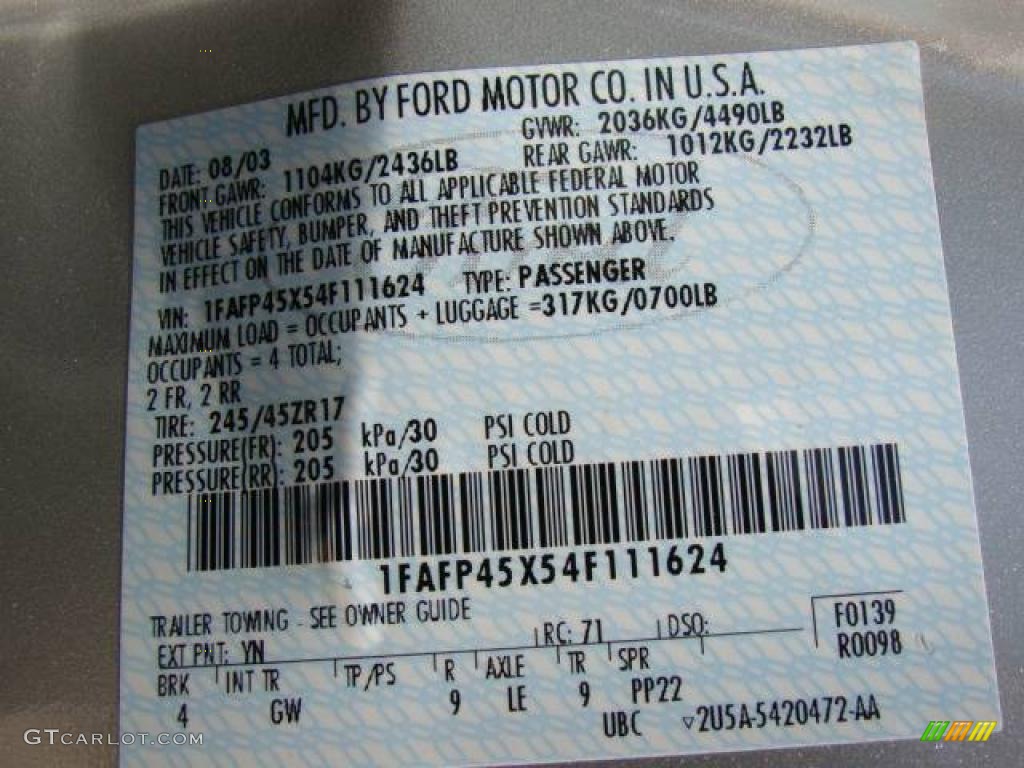 MFD. BY FORD MOTOR CO. IN U.S.A.
DATE: 08/03 GVWR: 2036KG/4490LB
FRONT GAWR: 1104KG/2436LB REAR GAWR: 1012KG/2232LB
THIS VEHICLE CONFORMS TO ALL APPLICABLE FEDERAL MOTOR
VEHICLE SAFETY, BUMPER, AND THEFT PREVENTION STANDARDS
IN EFFECT ON THE DATE OF MANUFACTURE SHOWN ABOVE.
VIN: 1FAFP45X54F111624 TYPE: PASSENGER
MAXIMUM LOAD = OCCUPANTS + LUGGAGE =317KG/0700LB
OCCUPANTS = 4 TOTAL;
2 FR, 2 RR
TIRE: 245/45ZR17
PRESSURE(FR): 205 kPa/30 PSI COLD
PRESSURE(RR): 205 kPa/30 PSI COLD
1FAFP45X54F111624
TRAILER TOWING - SEE OWNER GUIDE
EXT PNT: YN RC: 71 DSO: F0139
R0098
BRK INT TR TP/PS R AXLE TR SPR
4 GW 9 LE 9 PP22
UBC ▽2U5A-5420472-AA
GTCARLOT.COM